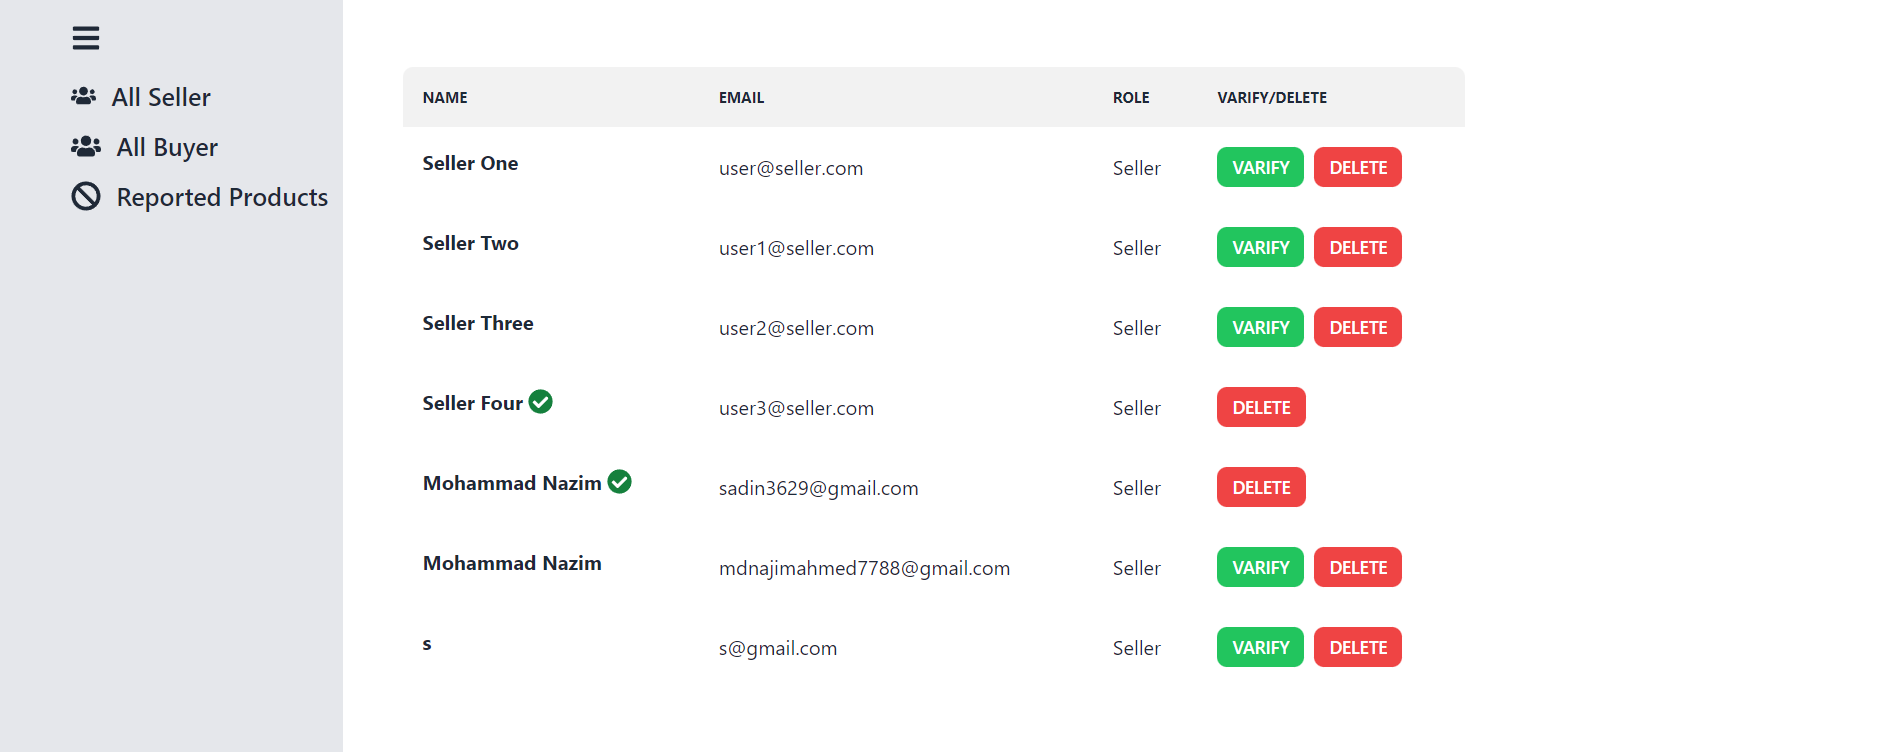 All Seller
All Buyer
Reported Products
NAME EMAIL ROLE VARIFY/DELETE
Seller One user@seller.com Seller VARIFY DELETE
Seller Two user1@seller.com Seller VARIFY DELETE
Seller Three user2@seller.com Seller VARIFY DELETE
Seller Four user3@seller.com Seller DELETE
Mohammad Nazim sadin3629@gmail.com Seller DELETE
Mohammad Nazim mdnajimahmed7788@gmail.com Seller VARIFY DELETE
s s@gmail.com Seller VARIFY DELETE